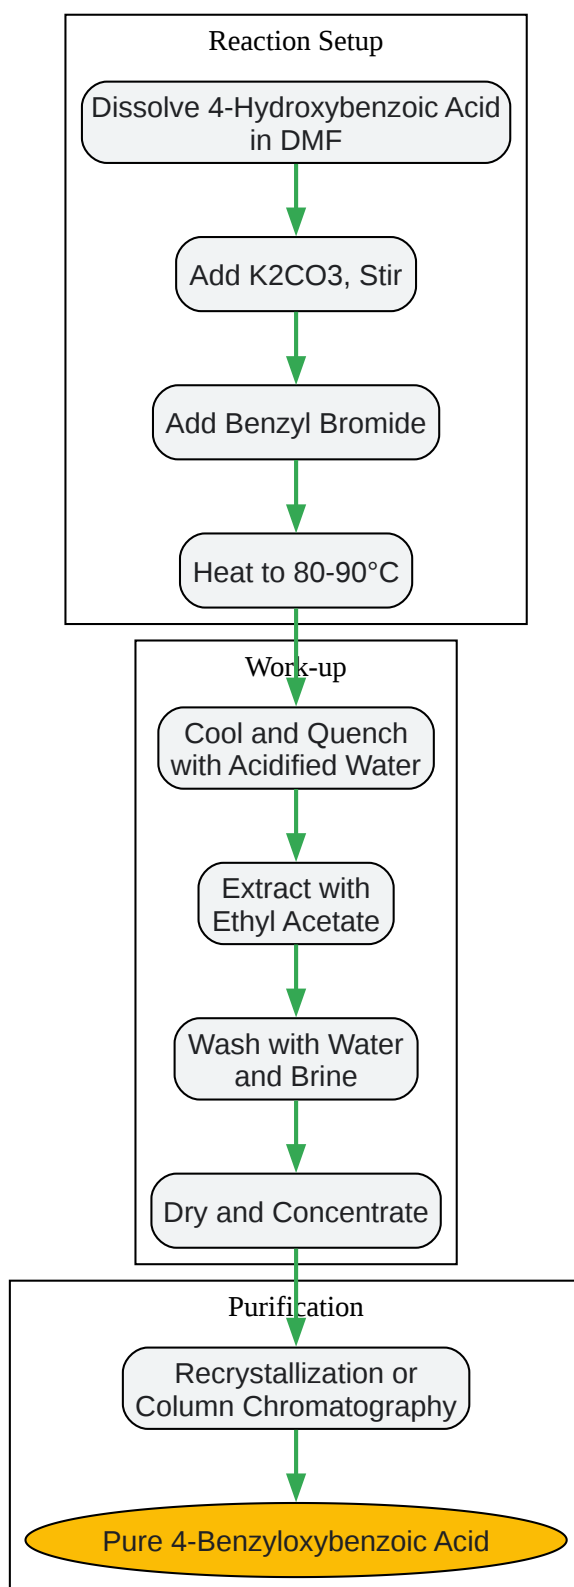 Reaction Setup
Dissolve 4-Hydroxybenzoic Acid
in DMF
Add K2CO3, Stir
Add Benzyl Bromide
Heat to 80-90°C
Work-up
Cool and Quench
with Acidified Water
Extract with
Ethyl Acetate
Wash with Water
and Brine
Dry and Concentrate
Purification
Recrystallization or
Column Chromatography
Pure 4-Benzyloxybenzoic Acid